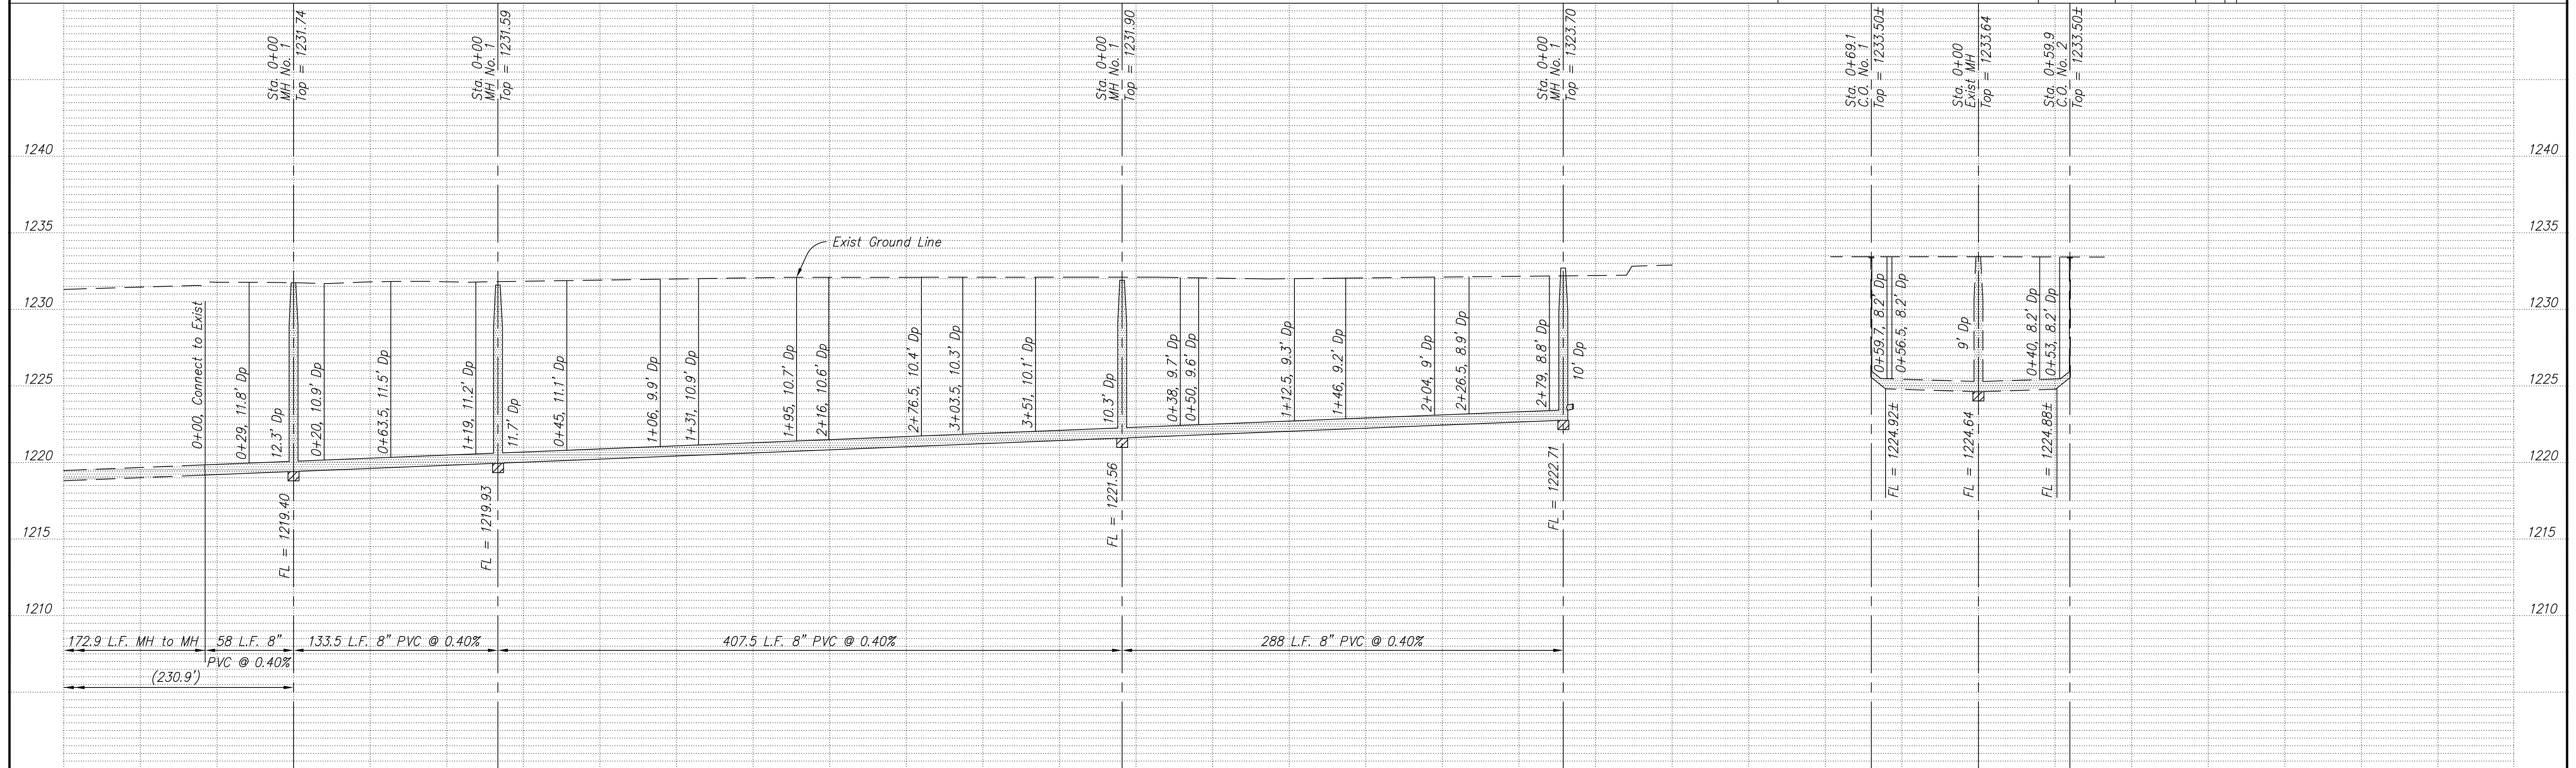 Sta. 0+00
MH No. 1
Top = 1231.74
Sta. 0+00
MH No. 1
Top = 1231.59
Sta. 0+00
MH No. 1
Top = 1231.90
Sta. 0+00
MH No. 1
Top = 1323.70
Sta. 0+69.1
C.O. No. 1
Top = 1233.50±
Sta. 0+00
Exist MH
Top = 1233.64
Sta. 0+59.9
C.O. No. 2
Top = 1233.50±
1240
1240
1235
1235
Exist Ground Line
1230
1230
1225
1225
1220
1220
1215
1215
1210
1210
0+00, Connect to Exist
0+29, 11.8' Dp
12.3' Dp
0+20, 10.9' Dp
0+63.5, 11.5' Dp
1+19, 11.2' Dp
11.7' Dp
0+45, 11.1' Dp
1+06, 9.9' Dp
1+31, 10.9' Dp
1+95, 10.7' Dp
2+16, 10.6' Dp
2+76.5, 10.4' Dp
3+03.5, 10.3' Dp
3+51, 10.1' Dp
10.3' Dp
0+38, 9.7' Dp
0+50, 9.6' Dp
1+12.5, 9.3' Dp
1+46, 9.2' Dp
2+04, 9' Dp
2+26.5, 8.9' Dp
2+79, 8.8' Dp
10' Dp
0+59.7, 8.2' Dp
0+56.5, 8.2' Dp
9' Dp
0+40, 8.2' Dp
0+53, 8.2' Dp
FL = 1219.40
FL = 1219.93
FL = 1221.56
FL = 1222.71
FL = 1224.92±
FL = 1224.64
FL = 1224.88±
172.9 L.F. MH to MH
58 L.F. 8"
PVC @ 0.40%
133.5 L.F. 8" PVC @ 0.40%
407.5 L.F. 8" PVC @ 0.40%
288 L.F. 8" PVC @ 0.40%
(230.9')